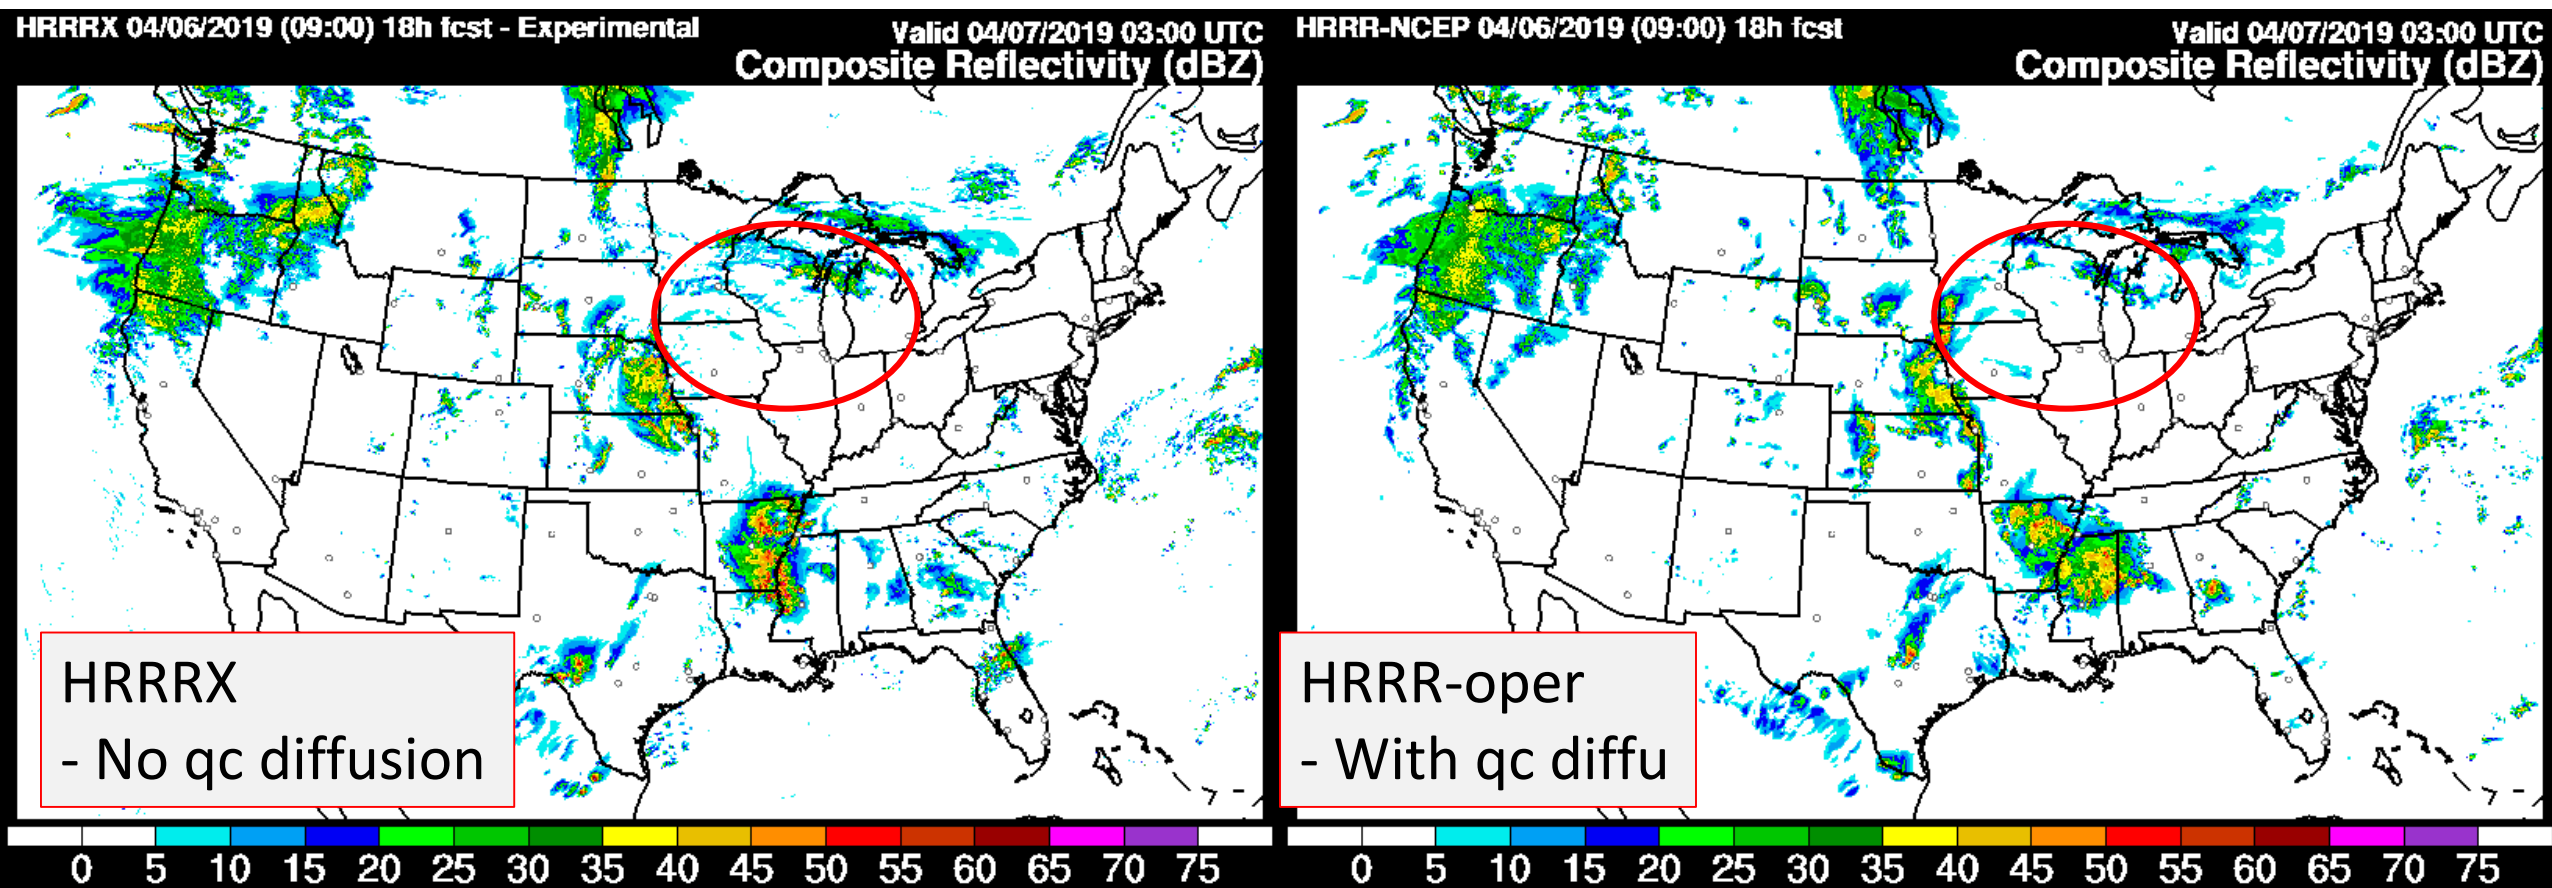 HRRRX 04/06/2019 (09:00) 18h fcst - Experimental
Valid 04/07/2019 03:00 UTC
Composite Reflectivity (dBZ)
HRRRX
- No qc diffusion
0 5 10 15 20 25 30 35 40 45 50 55 60 65 70 75
HRRR-NCEP 04/06/2019 (09:00) 18h fcst
Valid 04/07/2019 03:00 UTC
Composite Reflectivity (dBZ)
HRRR-oper
- With qc diffu
0 5 10 15 20 25 30 35 40 45 50 55 60 65 70 75